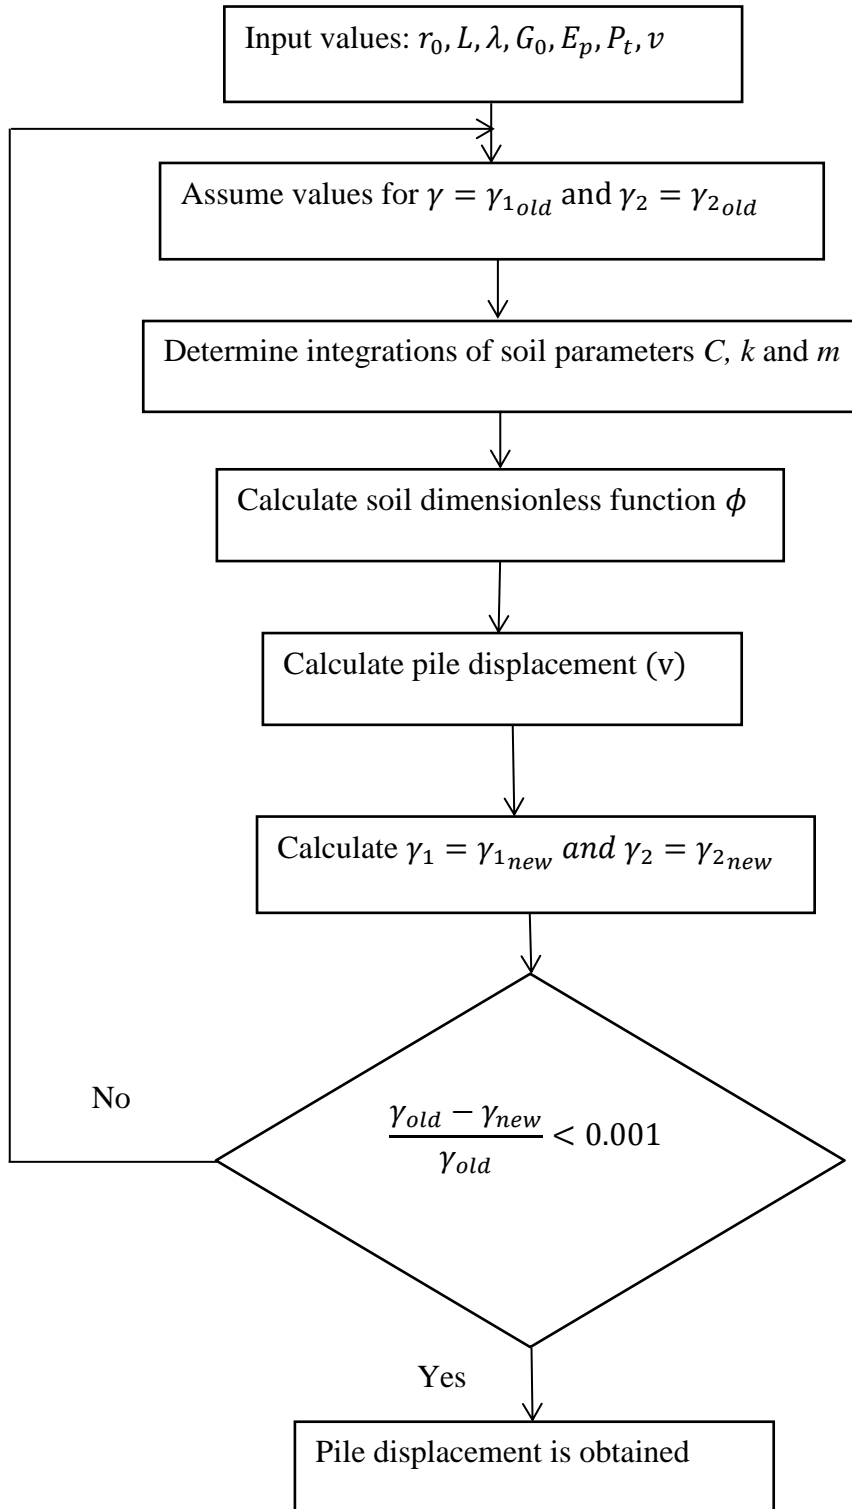 Input values: r₀, L, λ, G₀, Eₚ, Pₜ, v
Assume values for γ = γ₁ₒₗd and γ₂ = γ₂ₒₗd
Determine integrations of soil parameters C, k and m
Calculate soil dimensionless function ϕ
Calculate pile displacement (v)
Calculate γ₁ = γ₁new and γ₂ = γ₂new
No
(γold − γnew)/γold < 0.001
Yes
Pile displacement is obtained